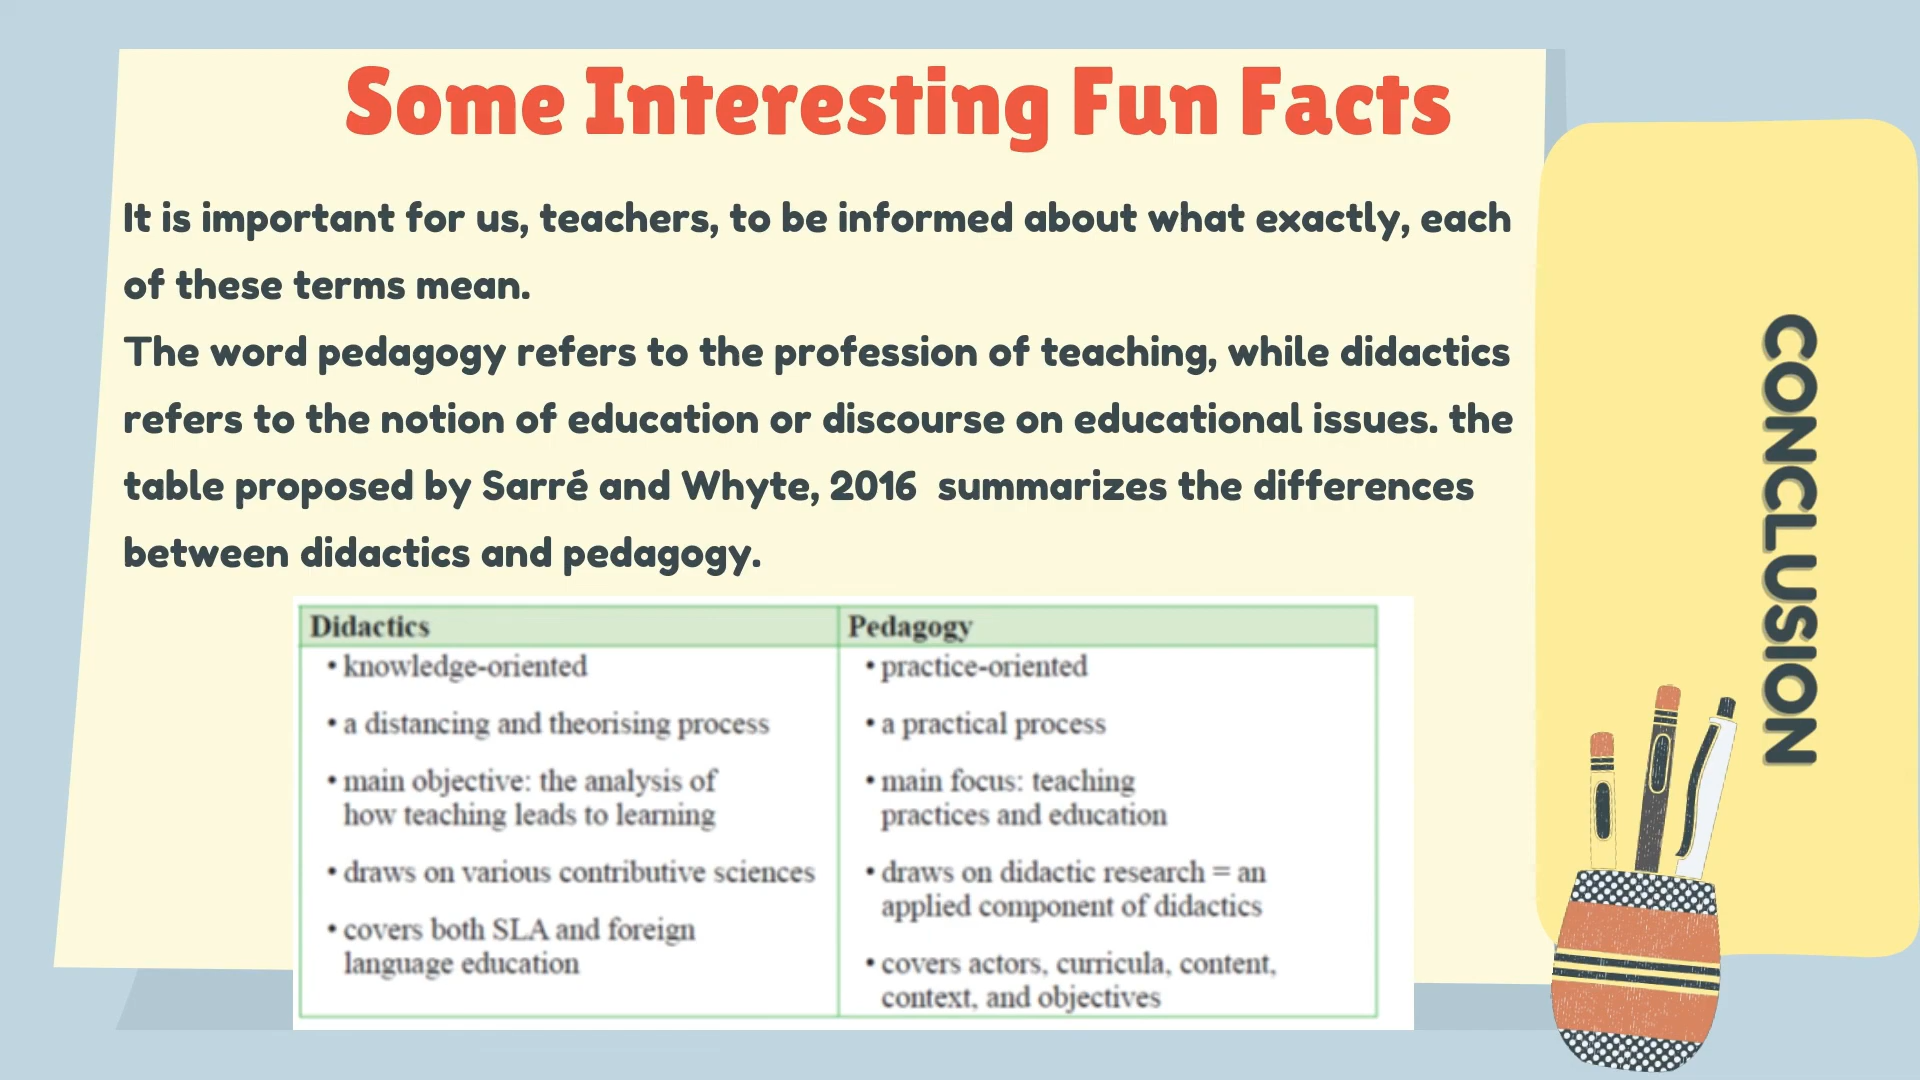 Some Interesting Fun Facts
It is important for us, teachers, to be informed about what exactly, each
of these terms mean.
The word pedagogy refers to the profession of teaching, while didactics
refers to the notion of education or discourse on educational issues. the
table proposed by Sarré and Whyte, 2016 summarizes the differences
between didactics and pedagogy.
Didactics
• knowledge-oriented
• a distancing and theorising process
• main objective: the analysis of
how teaching leads to learning
• draws on various contributive sciences
• covers both SLA and foreign
language education
Pedagogy
• practice-oriented
• a practical process
• main focus: teaching
practices and education
• draws on didactic research = an
applied component of didactics
• covers actors, curricula, content,
context, and objectives
CONCLUSION